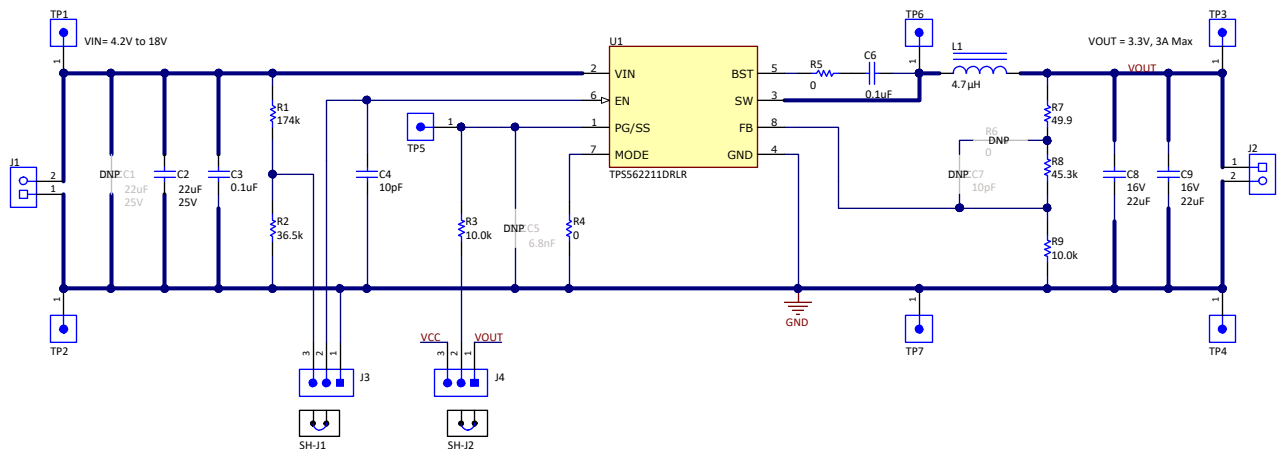 TP1
VIN= 4.2V to 18V
1
U1
2
VIN
6
EN
1
PG/SS
7
MODE
BST
5
SW
3
FB
8
GND
4
TPS562211DRLR
R5
0
C6
0.1uF
TP6
1
L1
4.7µH
VOUT = 3.3V, 3A Max
VOUT
TP3
1
J1
2
1
DNP
C1
22uF
25V
C2
22uF
25V
C3
0.1uF
R1
174k
R2
36.5k
C4
10pF
TP5
1
R3
10.0k
DNP
C5
6.8nF
R4
0
R6
DNP
0
DNP
C7
10pF
R7
49.9
R8
45.3k
R9
10.0k
C8
16V
22uF
C9
16V
22uF
J2
1
2
1
TP2
GND
1
TP7
1
TP4
3
2
1
J3
SH-J1
VCC
VOUT
3
2
1
J4
SH-J2